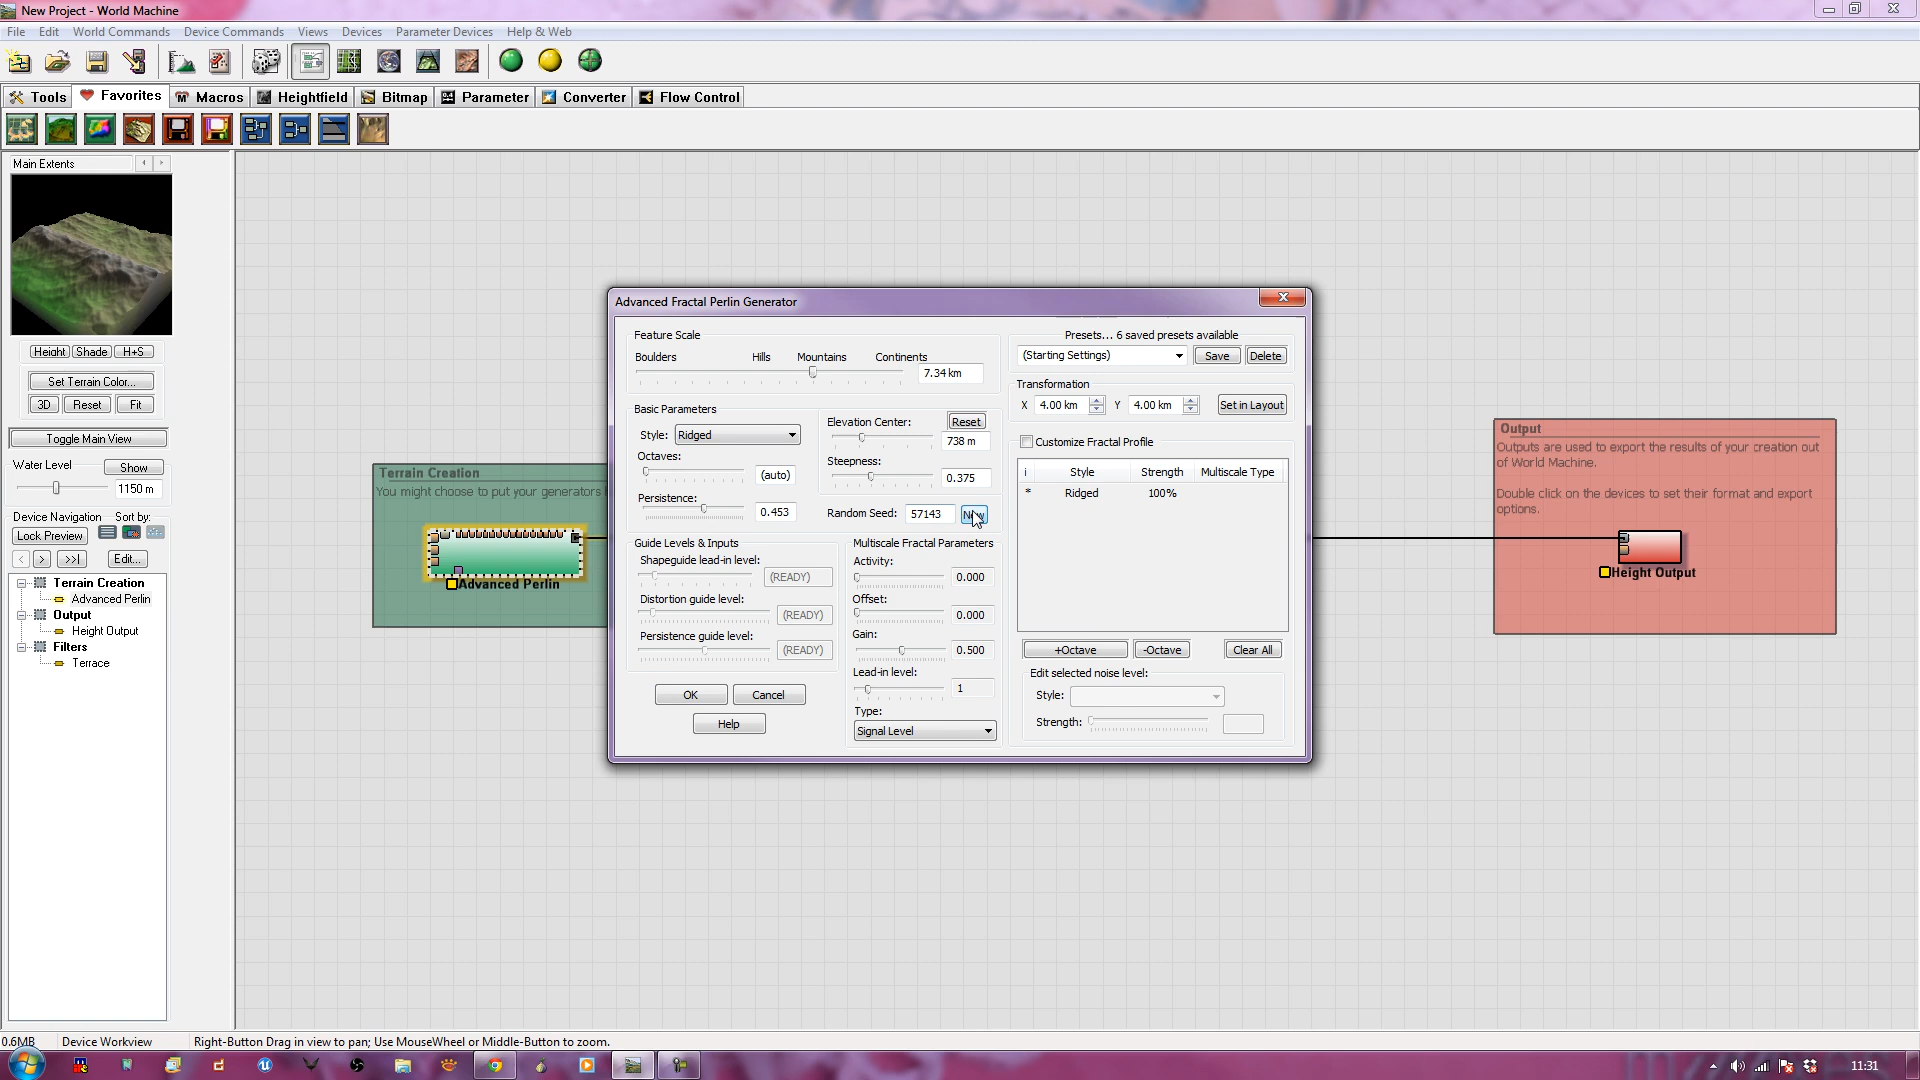 New Project - World Machine
File Edit World Commands Device Commands Views Devices Parameter Devices Help & Web
Tools Favorites Macros Heightfield Bitmap Parameter Converter Flow Control
Main Extents
Height Shade H+S
Set Terrain Color...
3D Reset Fit
Toggle Main View
Water Level Show
1150 m
Device Navigation Sort by:
Lock Preview
< > >>| Edit...
Terrain Creation
Advanced Perlin
Output
Height Output
Filters
Terrace
Terrain Creation
You might choose to put your generators
Advanced Perlin
Advanced Fractal Perlin Generator
Feature Scale
Boulders Hills Mountains Continents
7.34 km
Basic Parameters
Style: Ridged
Octaves:
(auto)
Persistence:
0.453
Elevation Center: Reset
738 m
Steepness:
0.375
Random Seed: 57143
Guide Levels & Inputs
Shapeguide lead-in level:
(READY)
Distortion guide level:
(READY)
Persistence guide level:
(READY)
OK Cancel
Help
Multiscale Fractal Parameters
Activity:
0.000
Offset:
0.000
Gain:
0.500
Lead-in level:
1
Type:
Signal Level
Presets... 6 saved presets available
(Starting Settings) Save Delete
Transformation
X 4.00 km Y 4.00 km Set in Layout
Customize Fractal Profile
i Style Strength Multiscale Type
* Ridged 100%
+Octave -Octave Clear All
Edit selected noise level:
Style:
Strength:
Output
Outputs are used to export the results of your creation out
of World Machine.
Double click on the devices to set their format and export
options.
Height Output
0.6MB Device Workview Right-Button Drag in view to pan; Use MouseWheel or Middle-Button to zoom.
11:31